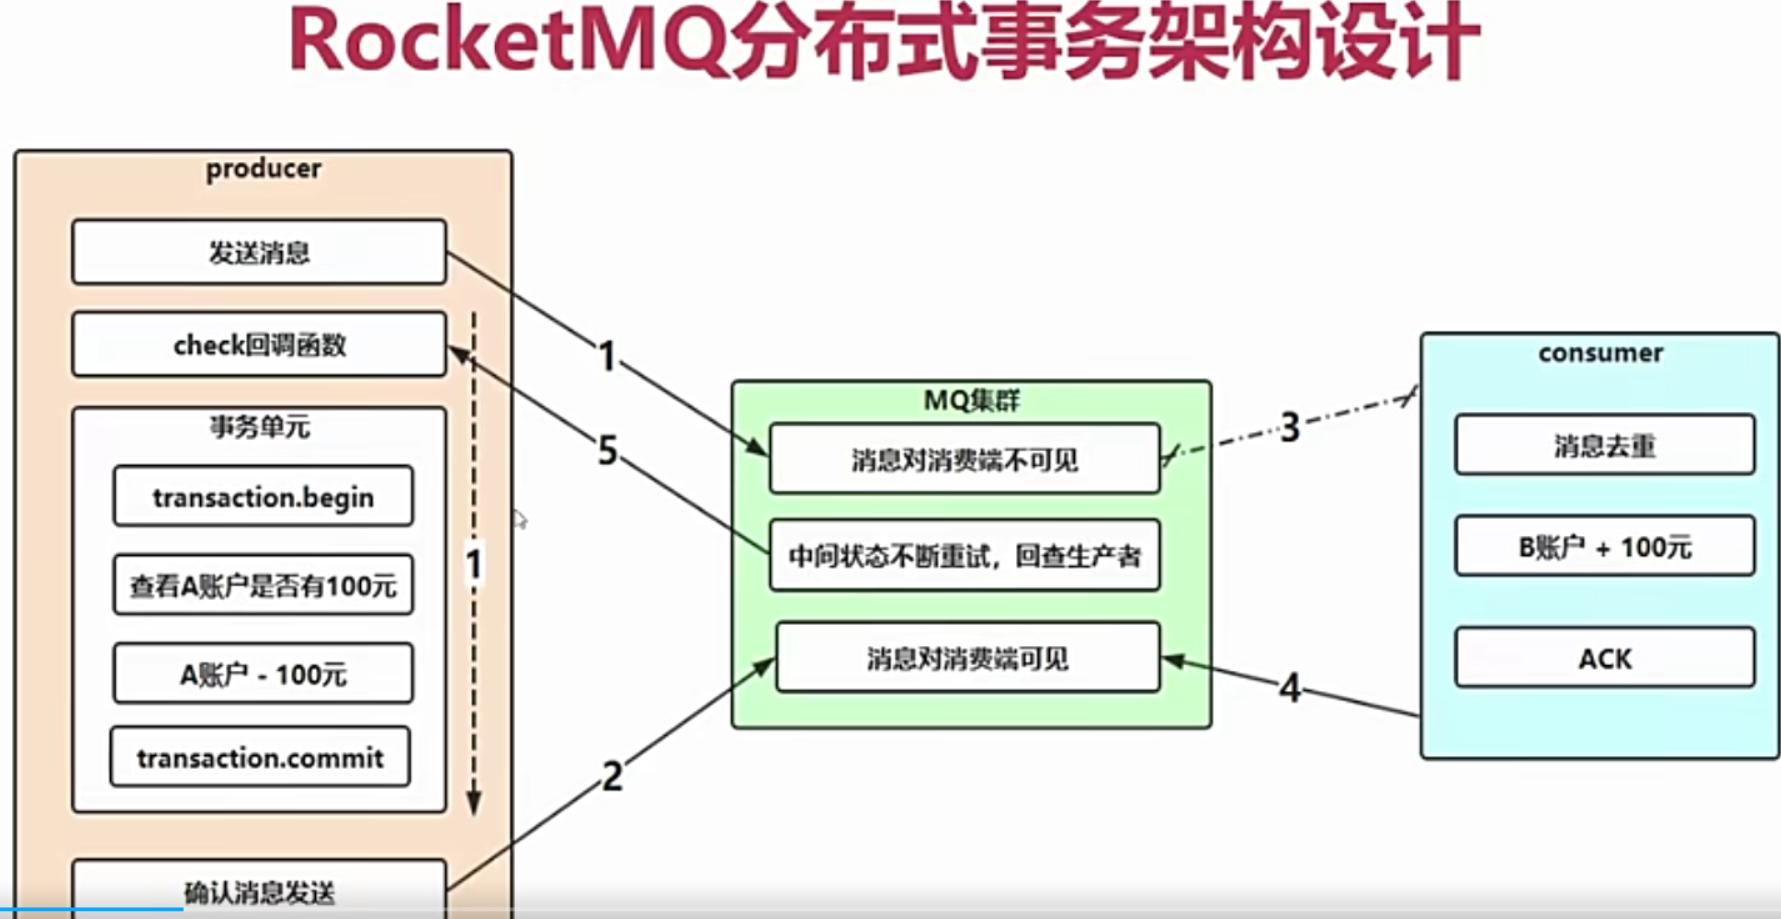 RocketMQ分布式事务架构设计
producer
发送消息
check回调函数
事务单元
transaction.begin
查看A账户是否有100元
A账户 - 100元
transaction.commit
确认消息发送
1
1
5
2
MQ集群
消息对消费端不可见
中间状态不断重试，回查生产者
消息对消费端可见
3
4
consumer
消息去重
B账户 + 100元
ACK